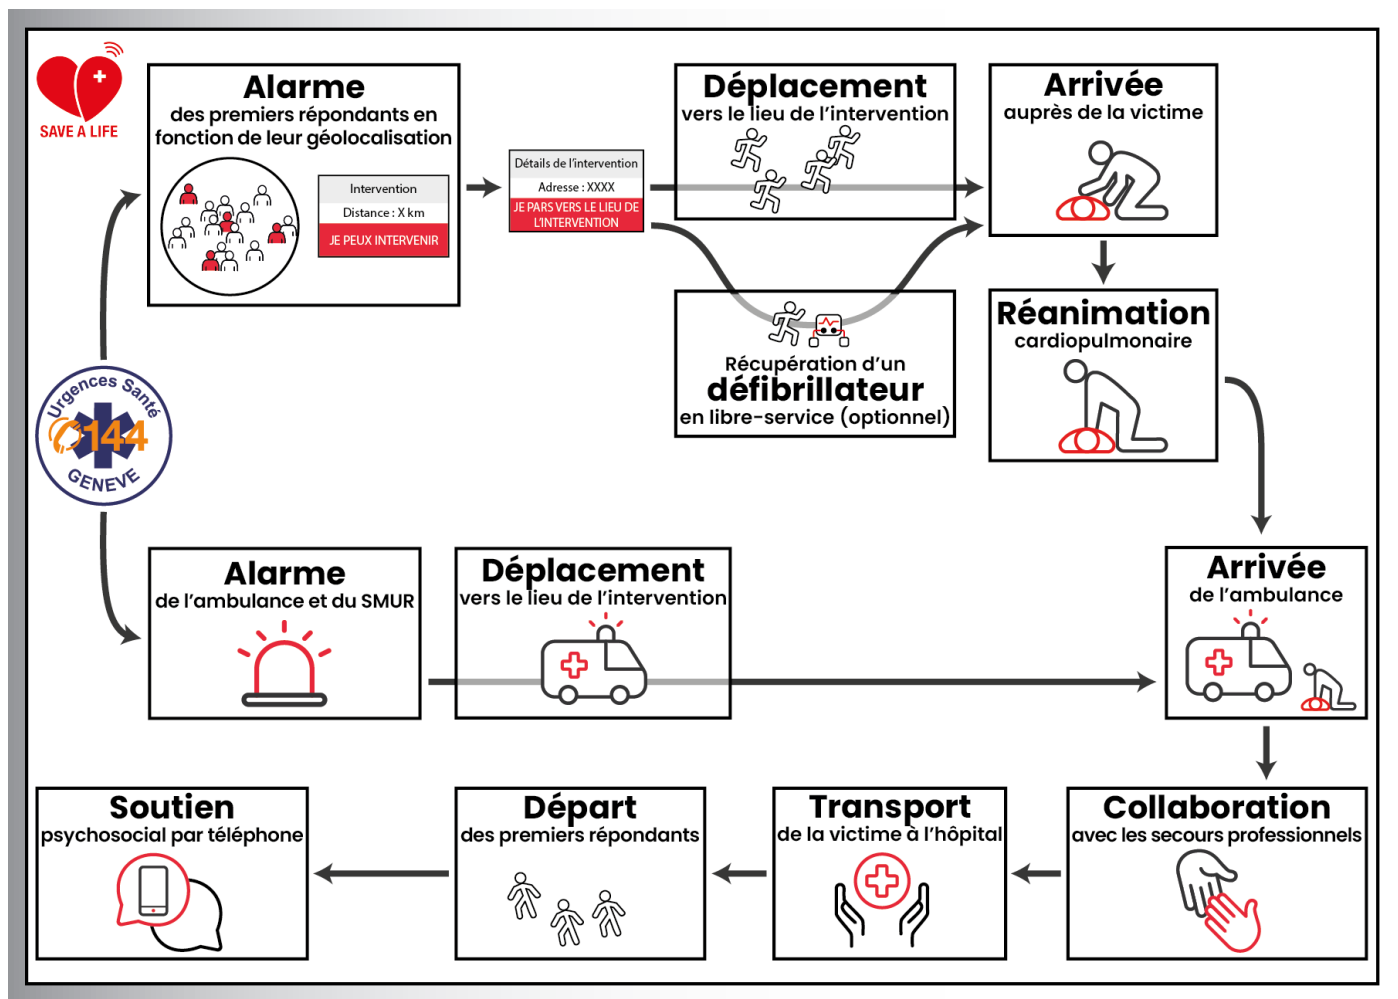 SAVE A LIFE
Alarme
des premiers répondants en
fonction de leur géolocalisation
Intervention
Distance : X km
JE PEUX INTERVENIR
Détails de l'intervention
Adresse : XXXX
JE PARS VERS LE LIEU DE
L'INTERVENTION
Déplacement
vers le lieu de l'intervention
Récupération d'un
défibrillateur
en libre-service (optionnel)
Arrivée
auprès de la victime
Réanimation
cardiopulmonaire
Urgences Santé
144
GENEVE
Alarme
de l'ambulance et du SMUR
Déplacement
vers le lieu de l'intervention
Arrivée
de l'ambulance
Collaboration
avec les secours professionnels
Transport
de la victime à l'hôpital
Départ
des premiers répondants
Soutien
psychosocial par téléphone